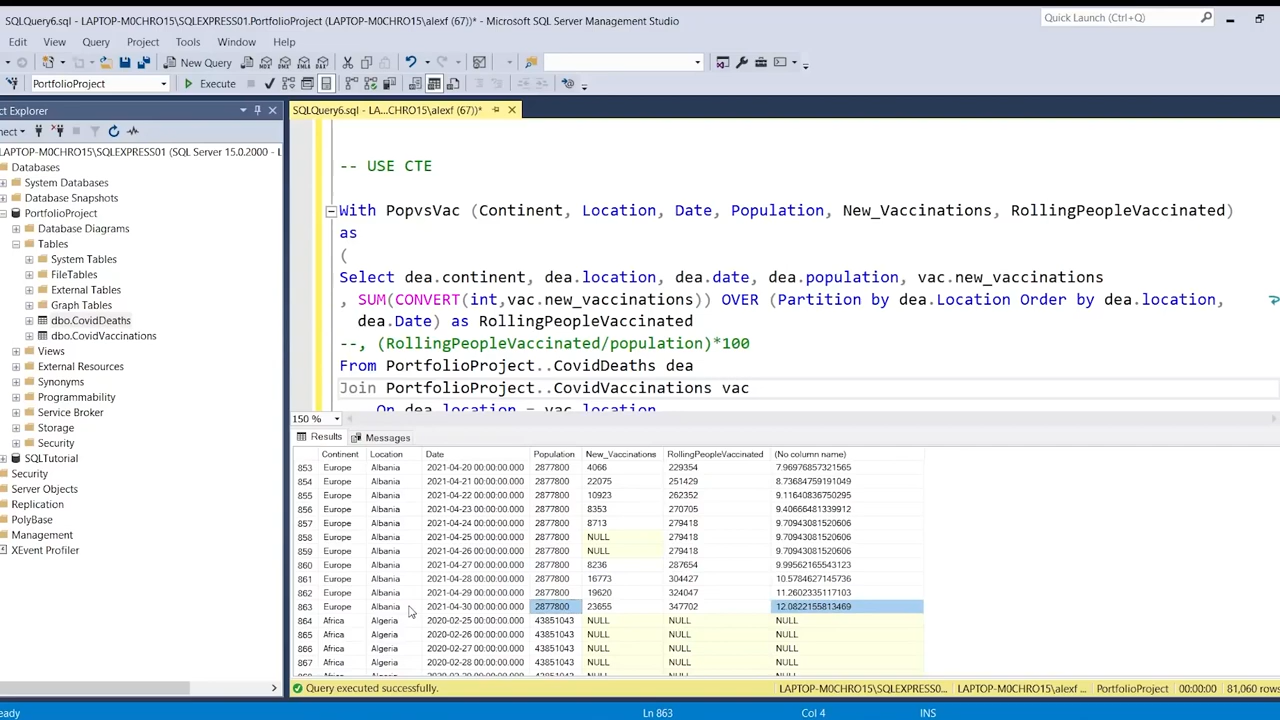 SQLQuery6.sql - LAPTOP-M0CHRO15\SQLEXPRESS01.PortfolioProject (LAPTOP-M0CHRO15\alexf (67))* - Microsoft SQL Server Management Studio
Quick Launch (Ctrl+Q)
Edit View Query Project Tools Window Help
New Query
PortfolioProject Execute
ct Explorer
SQLQuery6.sql - LA...CHRO15\alexf (67))*
nect
LAPTOP-M0CHRO15\SQLEXPRESS01 (SQL Server 15.0.2000 - L
Databases
System Databases
Database Snapshots
PortfolioProject
Database Diagrams
Tables
System Tables
FileTables
External Tables
Graph Tables
dbo.CovidDeaths
dbo.CovidVaccinations
Views
External Resources
Synonyms
Programmability
Service Broker
Storage
Security
SQLTutorial
Security
Server Objects
Replication
PolyBase
Management
XEvent Profiler
-- USE CTE
With PopvsVac (Continent, Location, Date, Population, New_Vaccinations, RollingPeopleVaccinated)
as
(
Select dea.continent, dea.location, dea.date, dea.population, vac.new_vaccinations
, SUM(CONVERT(int,vac.new_vaccinations)) OVER (Partition by dea.Location Order by dea.location,
dea.Date) as RollingPeopleVaccinated
--, (RollingPeopleVaccinated/population)*100
From PortfolioProject..CovidDeaths dea
Join PortfolioProject..CovidVaccinations vac
On dea.location = vac.location
150 %
Results Messages
Continent Location Date Population New_Vaccinations RollingPeopleVaccinated (No column name)
853 Europe Albania 2021-04-20 00:00:00.000 2877800 4066 229354 7.96976857321565
854 Europe Albania 2021-04-21 00:00:00.000 2877800 22075 251429 8.73684759191049
855 Europe Albania 2021-04-22 00:00:00.000 2877800 10923 262352 9.11640836750295
856 Europe Albania 2021-04-23 00:00:00.000 2877800 8353 270705 9.40666481339912
857 Europe Albania 2021-04-24 00:00:00.000 2877800 8713 279418 9.70943081520606
858 Europe Albania 2021-04-25 00:00:00.000 2877800 NULL 279418 9.70943081520606
859 Europe Albania 2021-04-26 00:00:00.000 2877800 NULL 279418 9.70943081520606
860 Europe Albania 2021-04-27 00:00:00.000 2877800 8236 287654 9.99562165543123
861 Europe Albania 2021-04-28 00:00:00.000 2877800 16773 304427 10.5784627145736
862 Europe Albania 2021-04-29 00:00:00.000 2877800 19620 324047 11.2602335117103
863 Europe Albania 2021-04-30 00:00:00.000 2877800 23655 347702 12.0822155813469
864 Africa Algeria 2020-02-25 00:00:00.000 43851043 NULL NULL NULL
865 Africa Algeria 2020-02-26 00:00:00.000 43851043 NULL NULL NULL
866 Africa Algeria 2020-02-27 00:00:00.000 43851043 NULL NULL NULL
867 Africa Algeria 2020-02-28 00:00:00.000 43851043 NULL NULL NULL
Query executed successfully. LAPTOP-M0CHRO15\SQLEXPRESS0... LAPTOP-M0CHRO15\alexf ... PortfolioProject 00:00:00 81,060 rows
eady Ln 863 Col 4 INS